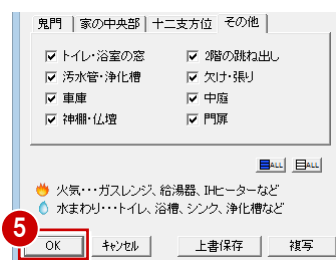 鬼門 家の中央部 十二支方位 その他
トイレ・浴室の窓 2階の跳ね出し
汚水管・浄化槽 欠け・張り
車庫 中庭
神棚・仏壇 門扉
ALL ALL
火気・・・ガスレンジ、給湯器、IHヒーターなど
水まわり・・・トイレ、浴槽、シンク、浄化槽など
5
OK キャンセル 上書保存 複写